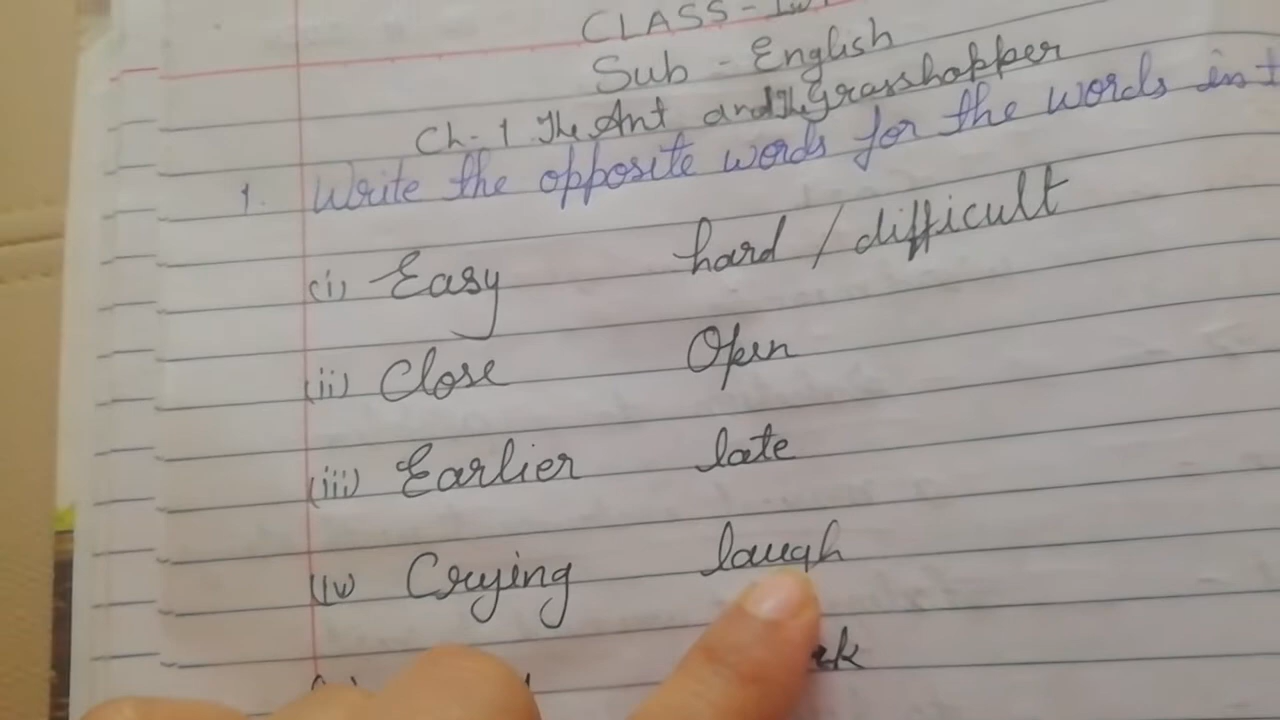 CLASS -
Sub - English
Ch-1 The Ant and The Grasshopper
1. Write the opposite words for the words in
(i) Easy hard / difficult
(ii) Close Open
(iii) Earlier late
(iv) Crying laugh